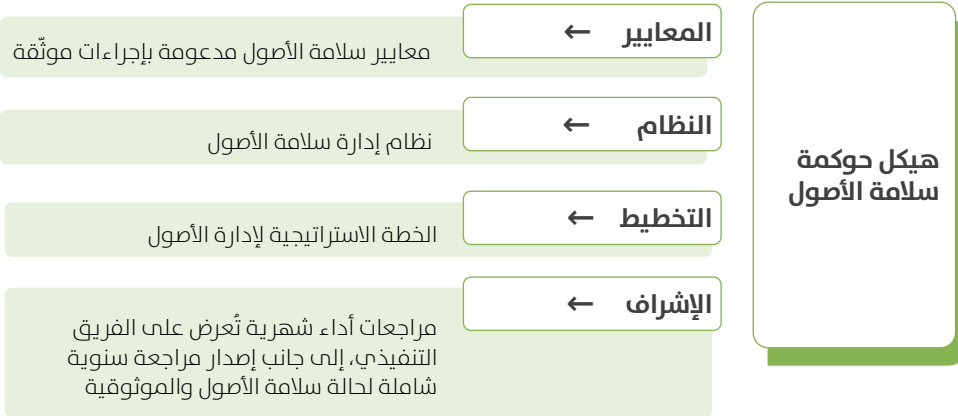 هيكل حوكمة
سلامة الأصول
المعايير ←
معايير سلامة الأصول مدعومة بإجراءات موثّقة
النظام ←
نظام إدارة سلامة الأصول
التخطيط ←
الخطة الاستراتيجية لإدارة الأصول
الإشراف ←
مراجعات أداء شهرية تُعرض على الفريق
التنفيذي، إلى جانب إصدار مراجعة سنوية
شاملة لحالة سلامة الأصول والموثوقية